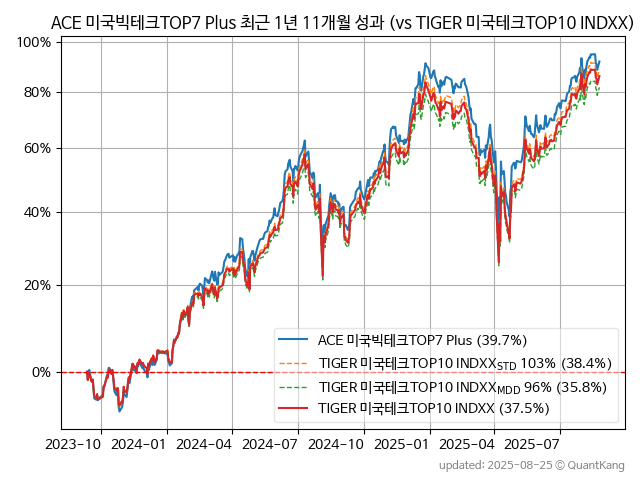 ACE 미국빅테크TOP7 Plus 최근 1년 11개월 성과 (vs TIGER 미국테크TOP10 INDXX)
100%
80%
60%
40%
20%
0%
ACE 미국빅테크TOP7 Plus (39.7%)
TIGER 미국테크TOP10 INDXXSTD 103% (38.4%)
TIGER 미국테크TOP10 INDXXMDD 96% (35.8%)
TIGER 미국테크TOP10 INDXX (37.5%)
2023-10 2024-01 2024-04 2024-07 2024-10 2025-01 2025-04 2025-07
updated: 2025-08-25 © QuantKang